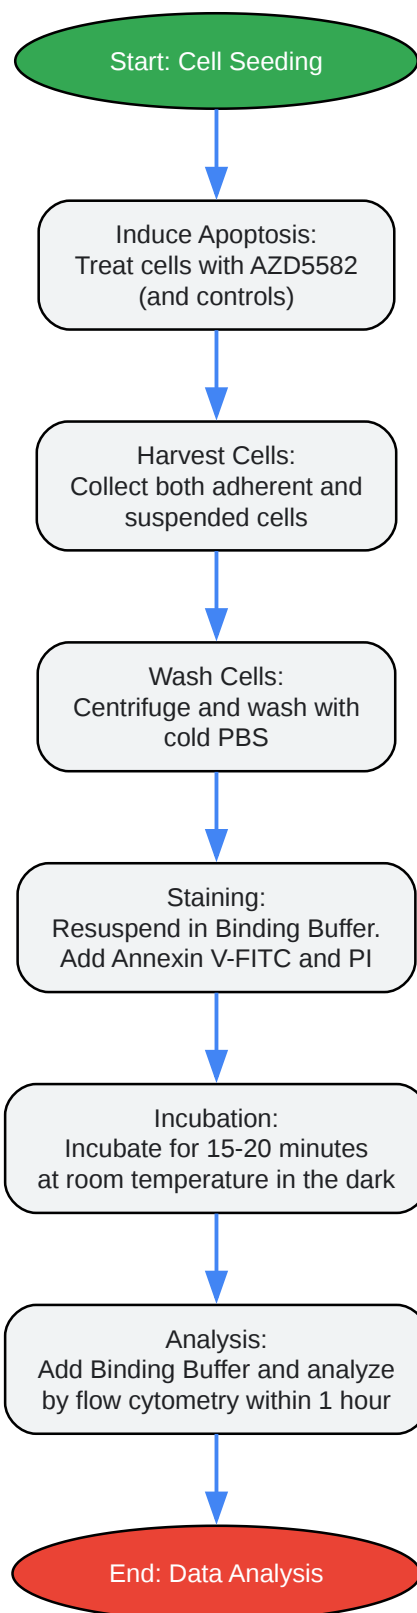 Start: Cell Seeding
Induce Apoptosis:
Treat cells with AZD5582
(and controls)
Harvest Cells:
Collect both adherent and
suspended cells
Wash Cells:
Centrifuge and wash with
cold PBS
Staining:
Resuspend in Binding Buffer.
Add Annexin V-FITC and PI
Incubation:
Incubate for 15-20 minutes
at room temperature in the dark
Analysis:
Add Binding Buffer and analyze
by flow cytometry within 1 hour
End: Data Analysis